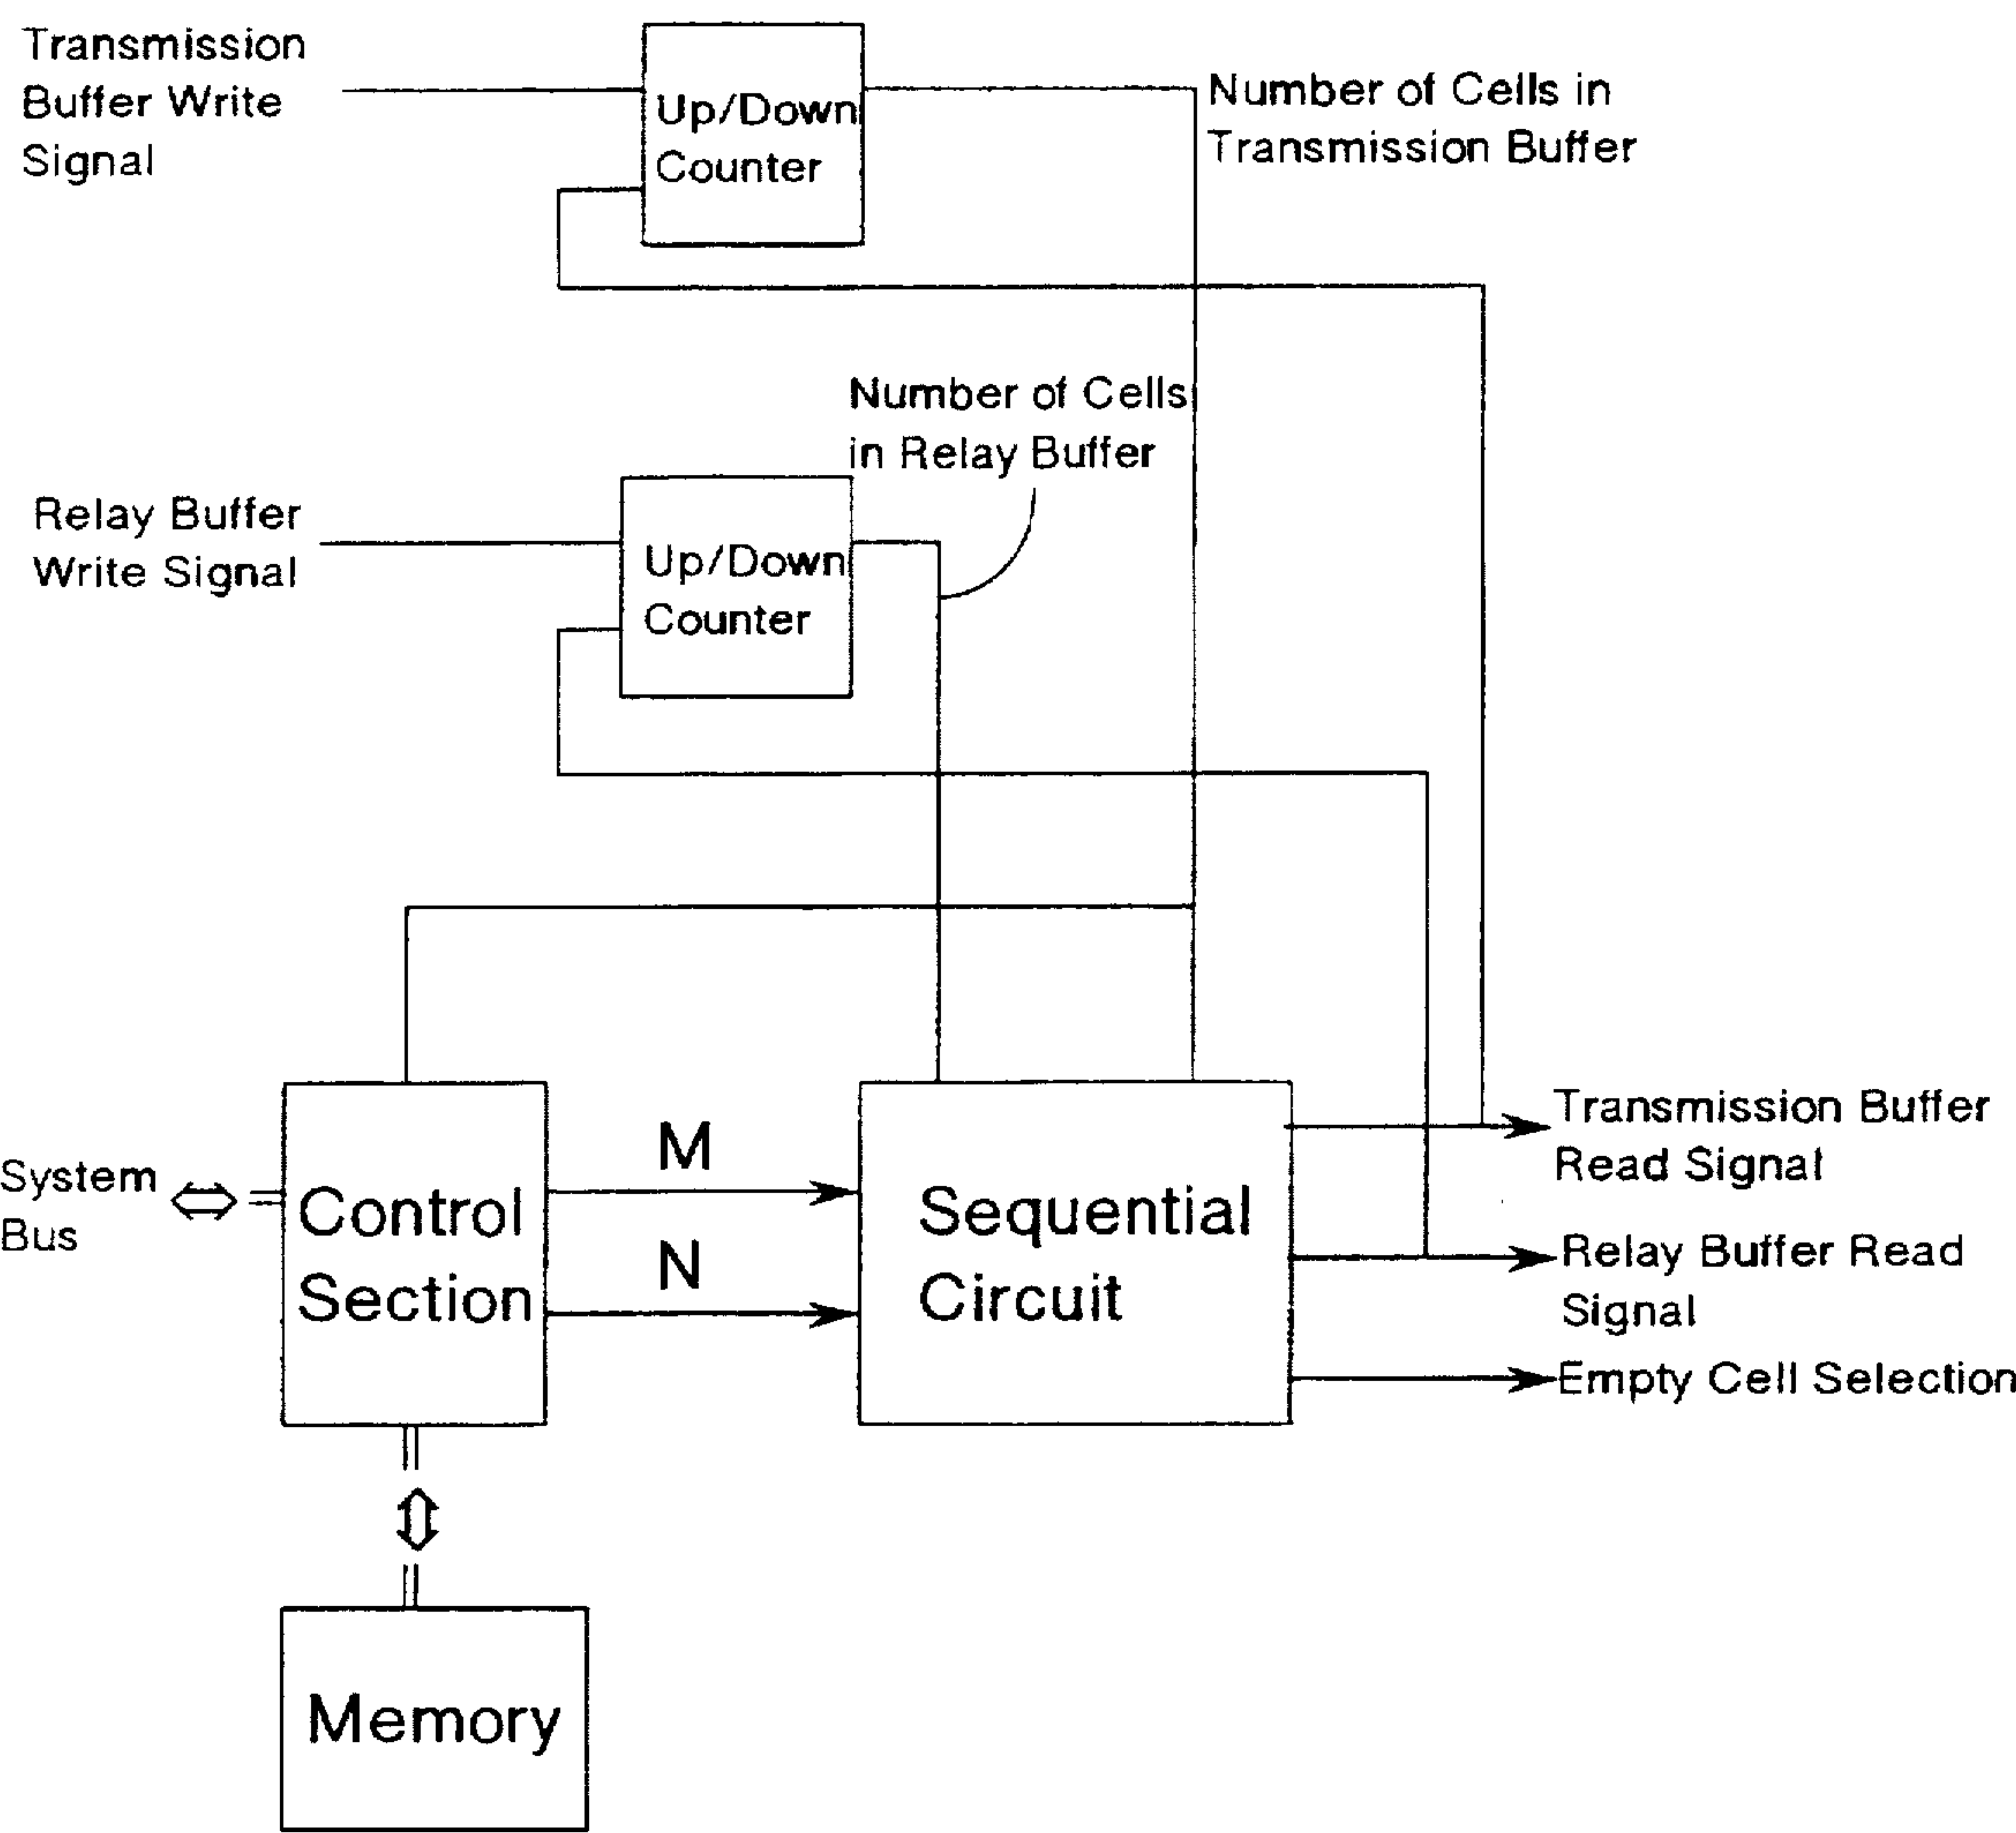 Transmission
Buffer Write
Signal
Up/Down
Counter
Number of Cells in
Transmission Buffer
Number of Cells
in Relay Buffer
Relay Buffer
Write Signal
Up/Down
Counter
System
Bus
Control
Section
M
N
Sequential
Circuit
Transmission Buffer
Read Signal
Relay Buffer Read
Signal
Empty Cell Selection
Memory